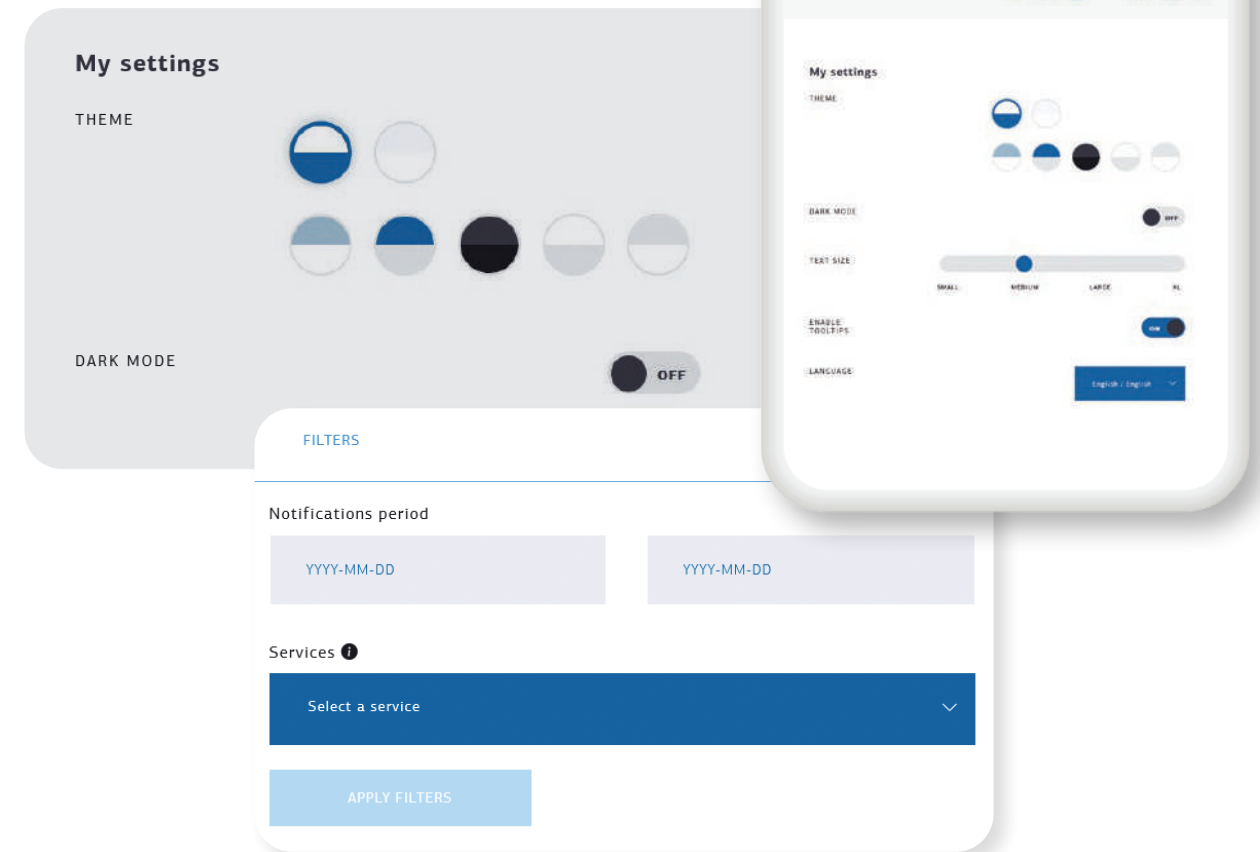 My settings
THEME
DARK MODE
OFF
My settings
THEME
DARK MODE
OFF
TEXT SIZE
SMALL
MEDIUM
LARGE
XL
ENABLE
TOOLTIPS
ON
LANGUAGE
English / English
FILTERS
Notifications period
YYYY-MM-DD
YYYY-MM-DD
Services
Select a service
APPLY FILTERS